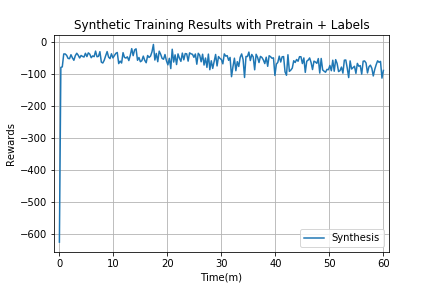 Synthetic Training Results with Pretrain + Labels
0
−100
−200
−300
−400
−500
−600
Rewards
Synthesis
0 10 20 30 40 50 60
Time(m)